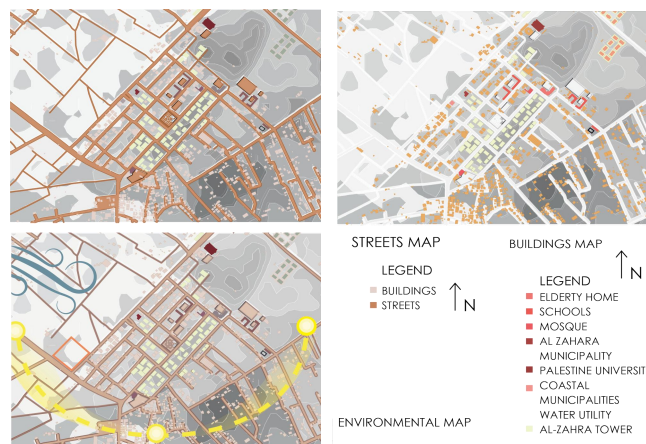 STREETS MAP
LEGEND
BUILDINGS
STREETS
N
BUILDINGS MAP
N
LEGEND
ELDERTY HOME
SCHOOLS
MOSQUE
AL ZAHARA
MUNICIPALITY
PALESTINE UNIVERSIT
COASTAL
MUNICIPALITIES
WATER UTILITY
AL-ZAHRA TOWER
ENVIRONMENTAL MAP